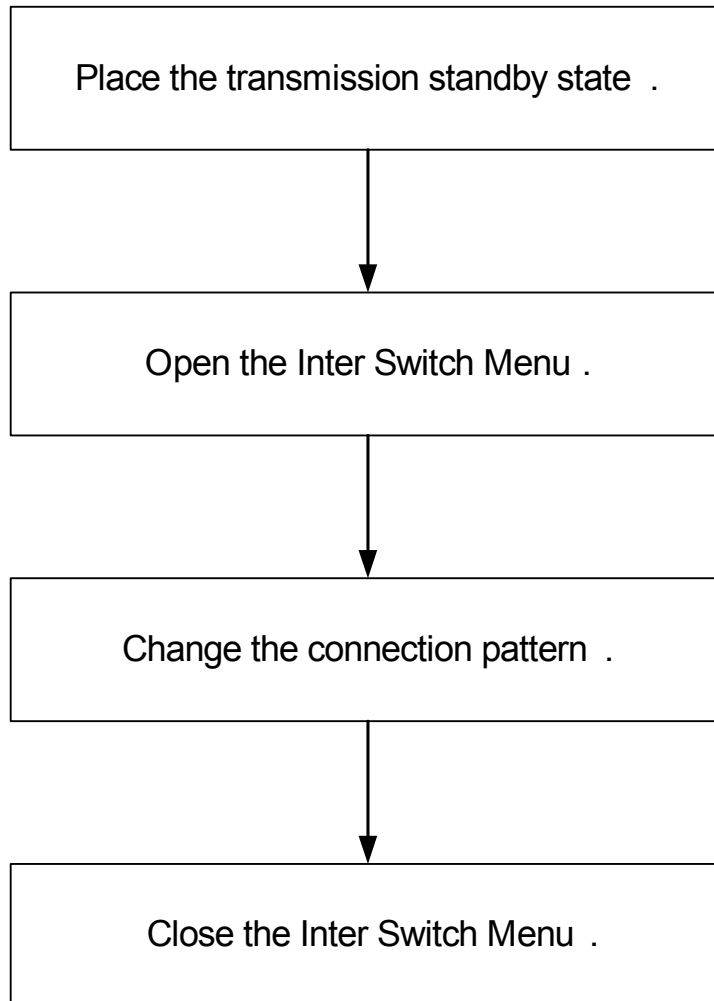 Place the transmission standby state .
Open the Inter Switch Menu .
Change the connection pattern .
Close the Inter Switch Menu .